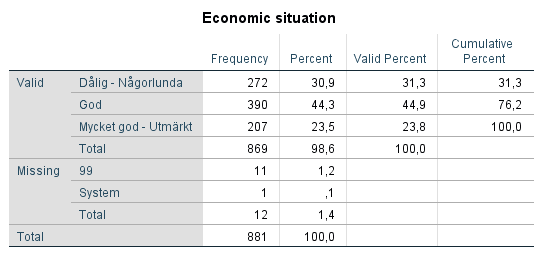 Economic situation
Frequency Percent Valid Percent Cumulative Percent
Valid Dålig - Någorlunda 272 30,9 31,3 31,3
God 390 44,3 44,9 76,2
Mycket god - Utmärkt 207 23,5 23,8 100,0
Total 869 98,6 100,0
Missing 99 11 1,2
System 1 ,1
Total 12 1,4
Total 881 100,0